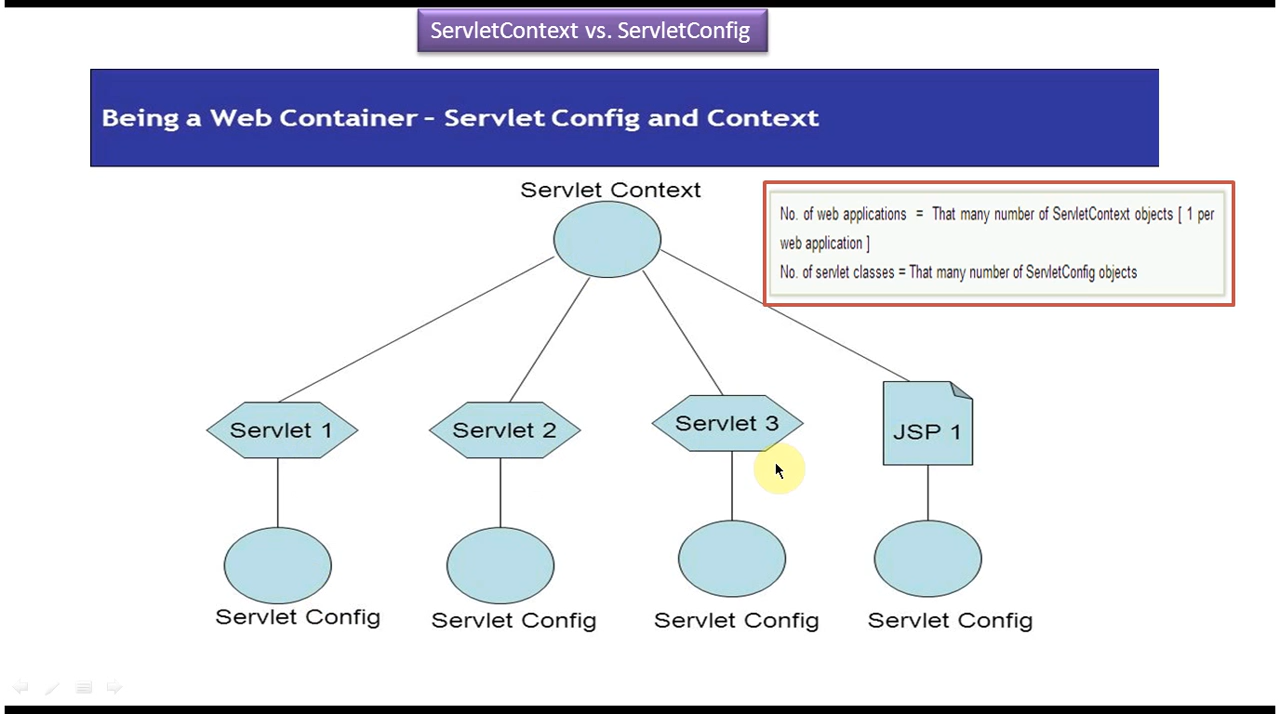 ServletContext vs. ServletConfig
Being a Web Container - Servlet Config and Context
Servlet Context
No. of web applications = That many number of ServletContext objects [ 1 per
web application ]
No. of servlet classes = That many number of ServletConfig objects
Servlet 1
Servlet 2
Servlet 3
JSP 1
Servlet Config
Servlet Config
Servlet Config
Servlet Config